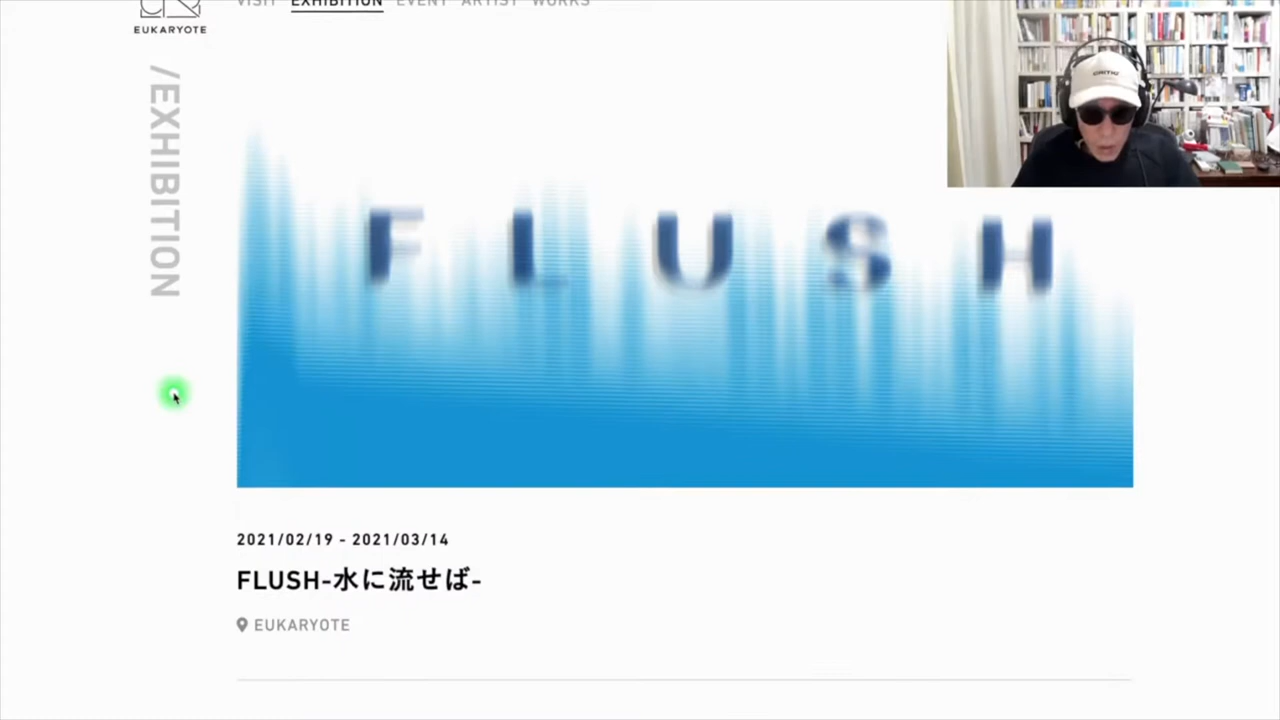 VISIT EXHIBITION EVENT ARTIST WORKS
EUKARYOTE
/EXHIBITION
CRITIC
FLUSH
2021/02/19 - 2021/03/14
FLUSH-水に流せば-
EUKARYOTE